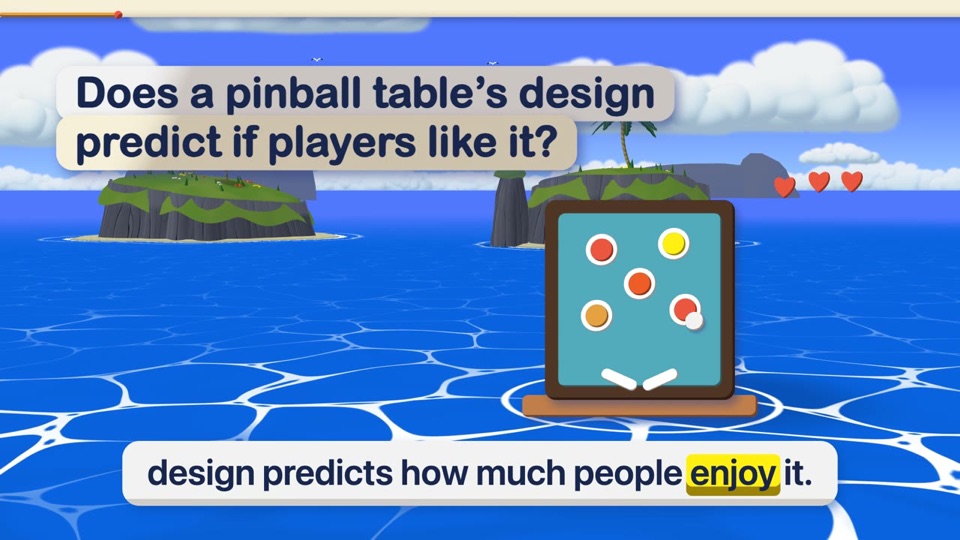 Does a pinball table’s design
predict if players like it?
design predicts how much people enjoy it.